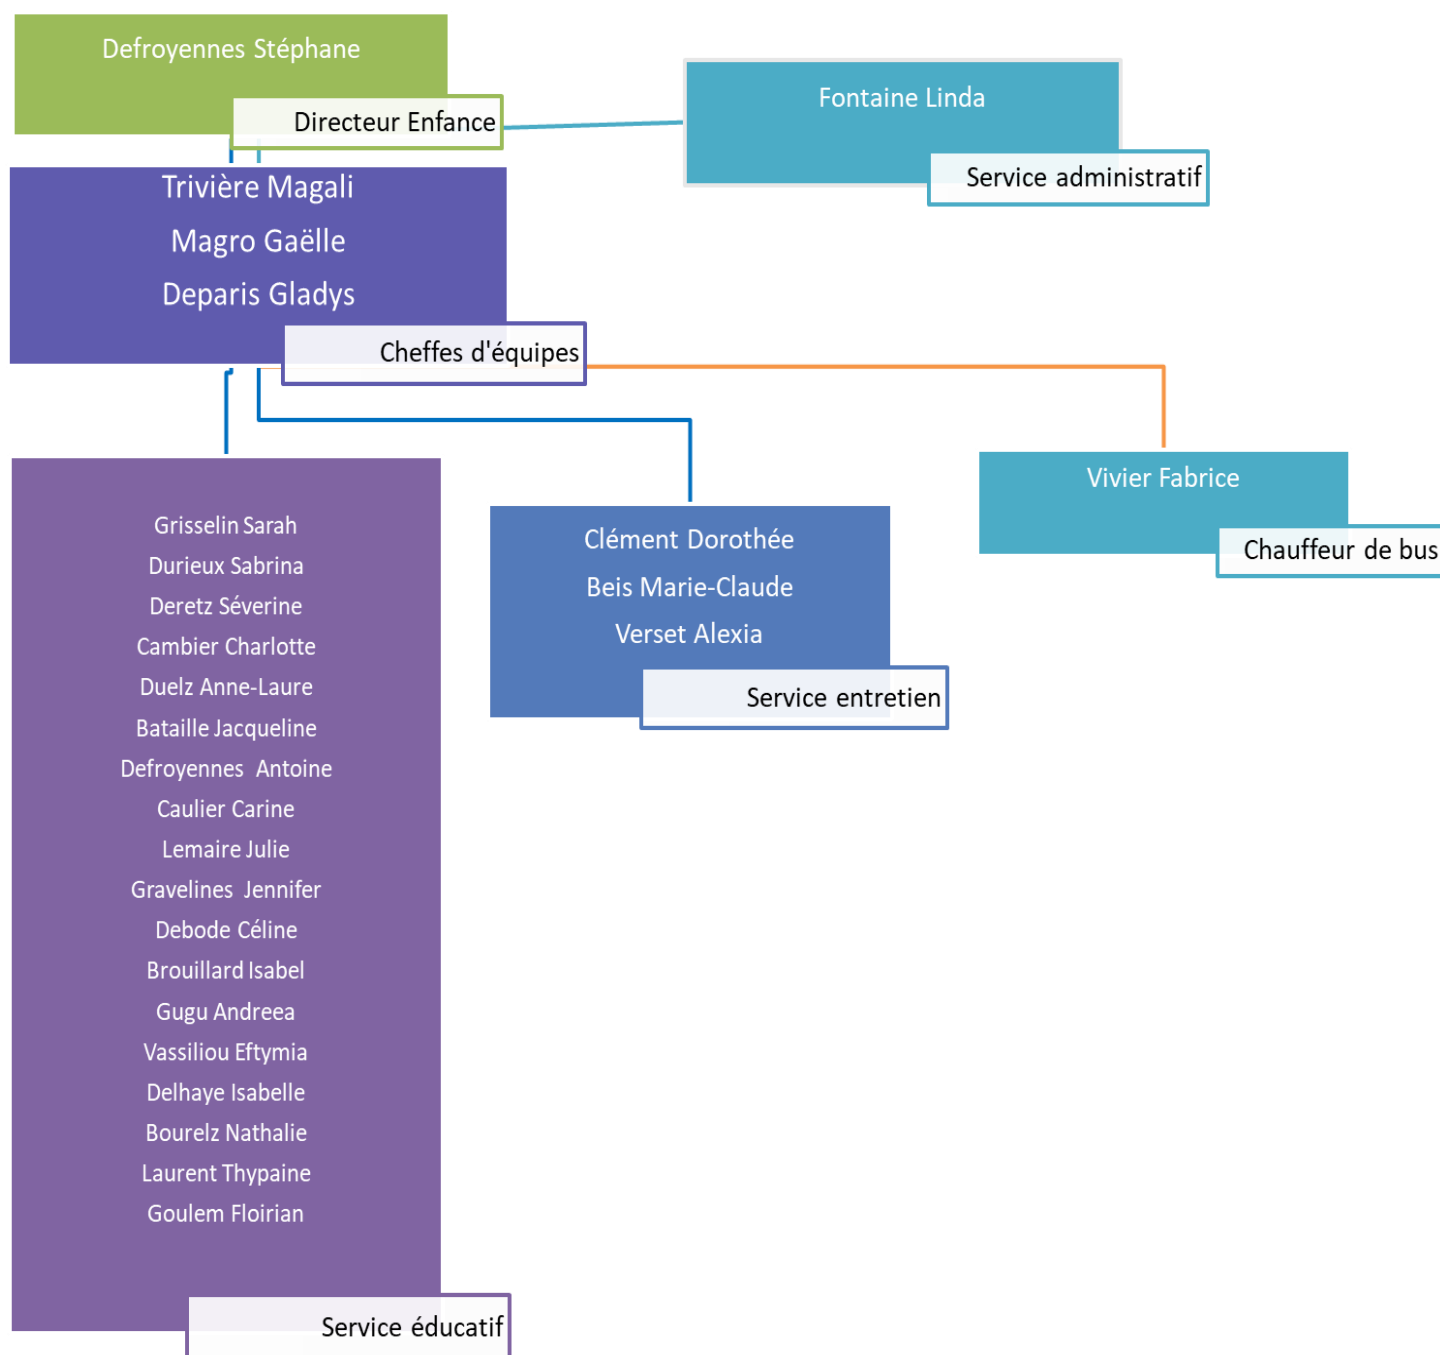 Defroyennes Stéphane
Directeur Enfance
Fontaine Linda
Service administratif
Trivière Magali
Magro Gaëlle
Deparis Gladys
Cheffes d'équipes
Grisselin Sarah
Durieux Sabrina
Deretz Séverine
Cambier Charlotte
Duelz Anne-Laure
Bataille Jacqueline
Defroyennes Antoine
Caulier Carine
Lemaire Julie
Gravelines Jennifer
Debode Céline
Brouillard Isabel
Gugu Andreea
Vassiliou Eftymia
Delhaye Isabelle
Bourelz Nathalie
Laurent Thypaine
Goulem Floirian
Service éducatif
Clément Dorothée
Beis Marie-Claude
Verset Alexia
Service entretien
Vivier Fabrice
Chauffeur de bus